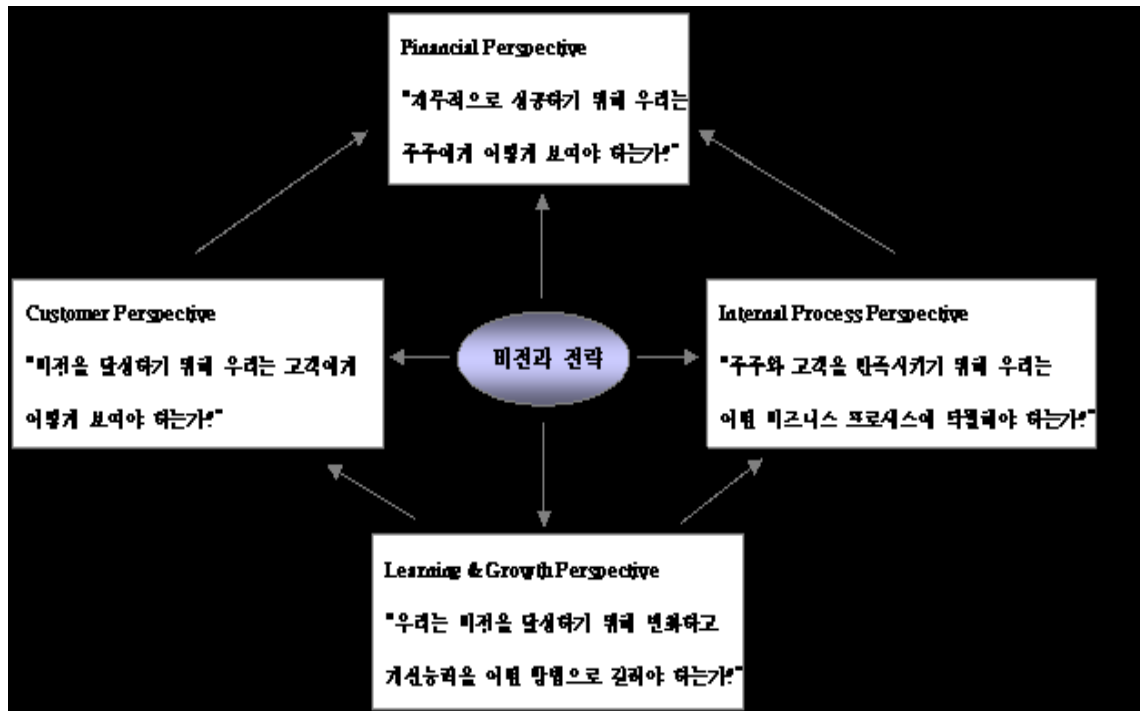 Financial Perspective
"재무적으로 성공하기 위해 우리는
주주에게 어떻게 보여야 하는가?"
Customer Perspective
"비전을 달성하기 위해 우리는 고객에게
어떻게 보여야 하는가?"
비전과 전략
Internal Process Perspective
"주주와 고객을 만족시키기 위해 우리는
어떤 비즈니스 프로세스에 탁월해야 하는가?"
Learning & Growth Perspective
"우리는 비전을 달성하기 위해 변화하고
개선능력을 어떤 방법으로 길러야 하는가?"